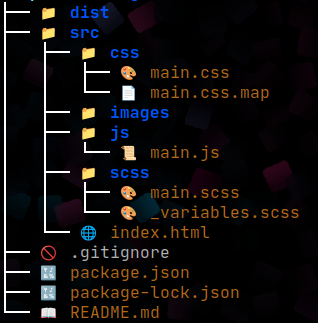 dist
src
css
main.css
main.css.map
images
js
main.js
scss
main.scss
_variables.scss
index.html
.gitignore
package.json
package-lock.json
README.md